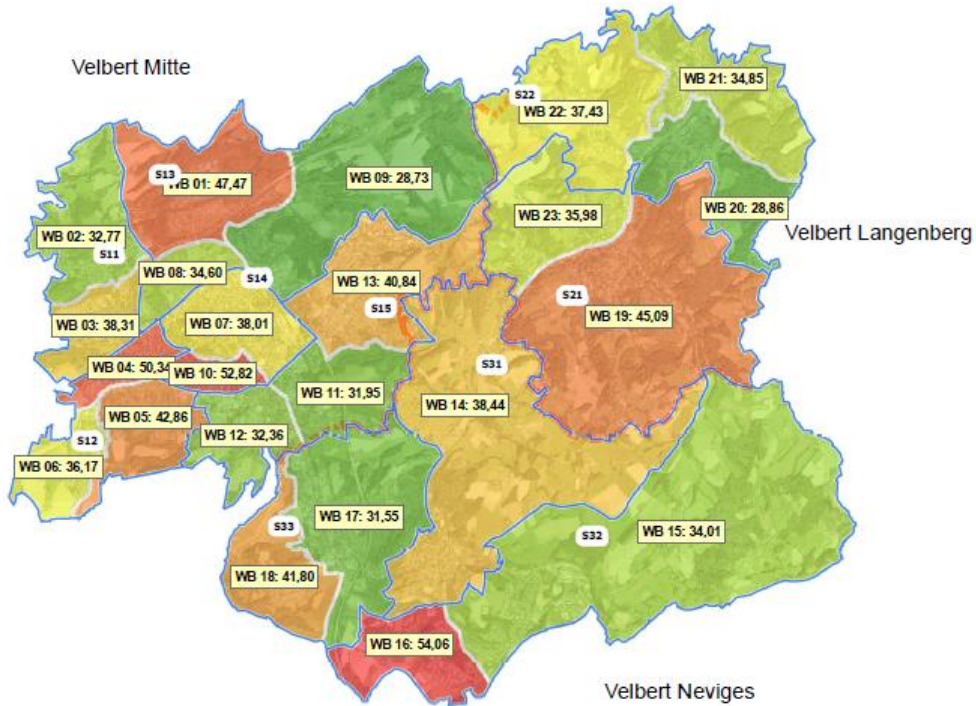 Velbert Mitte
S22
WB 21: 34,85
WB 22: 37,43
S13
WB 01: 47,47
WB 09: 28,73
WB 20: 28,86
WB 23: 35,98
WB 02: 32,77
Velbert Langenberg
S11
WB 08: 34,60
S14
WB 13: 40,84
S21
S15
WB 19: 45,09
WB 03: 38,31
WB 07: 38,01
S31
WB 04: 50,34
WB 10: 52,82
WB 11: 31,95
WB 14: 38,44
WB 05: 42,86
WB 12: 32,36
S12
WB 06: 36,17
WB 17: 31,55
S33
S32
WB 15: 34,01
WB 18: 41,80
WB 16: 54,06
Velbert Neviges